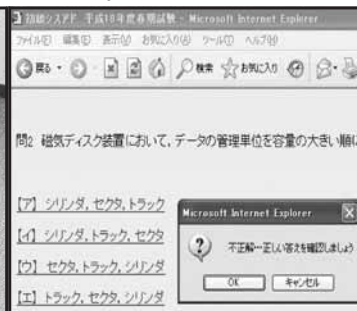 初級シスアド 平成18年度春期試験 - Microsoft Internet Explorer
ファイル(F) 編集(E) 表示(V) お気に入り(A) ツール(T) ヘルプ(H)
戻る 検索 お気に入り
問2 磁気ディスク装置において, データの管理単位を容量の大きい順に
【ア】 シリンダ, セクタ, トラック
【イ】 シリンダ, トラック, セクタ
【ウ】 セクタ, トラック, シリンダ
【エ】 トラック, セクタ, シリンダ
Microsoft Internet Explorer
不正解…正しい答えを確認しましょう
OK キャンセル